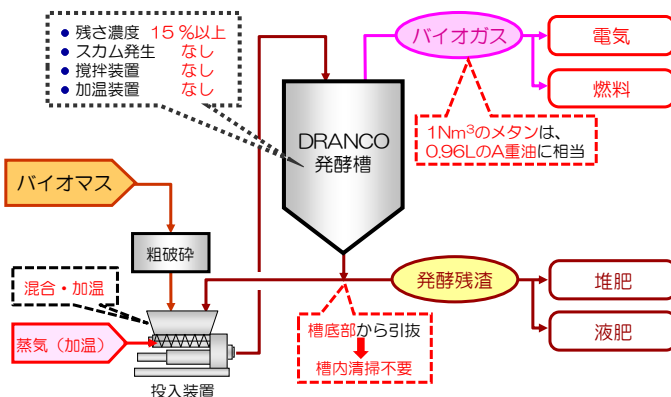 ● 残さ濃度 15%以上
● スカム発生 なし
● 撹拌装置 なし
● 加温装置 なし
バイオガス
電気
燃料
1Nm³のメタンは、
0.96LのA重油に相当
DRANCO
発酵槽
バイオマス
粗破砕
混合・加温
蒸気（加温）
投入装置
発酵残渣
堆肥
液肥
槽底部から引抜
槽内清掃不要